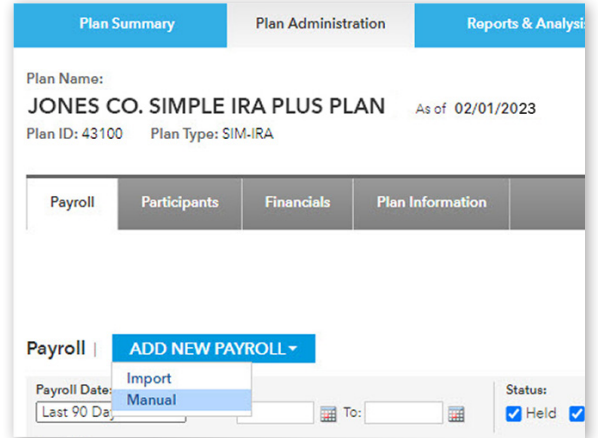 Plan Summary Plan Administration Reports & Analysis
Plan Name:
JONES CO. SIMPLE IRA PLUS PLAN As of 02/01/2023
Plan ID: 43100 Plan Type: SIM-IRA
Payroll Participants Financials Plan Information
Payroll | ADD NEW PAYROLL
Import
Payroll Date: Status:
Manual
Last 90 Day To: Held